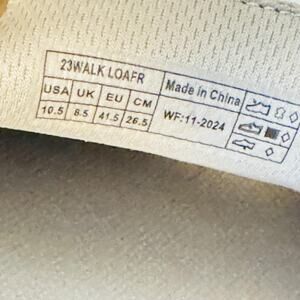 23WALK LOAFR
USA UK EU CM
10.5 8.5 41.5 26.5
Made in China
WF:11-2024